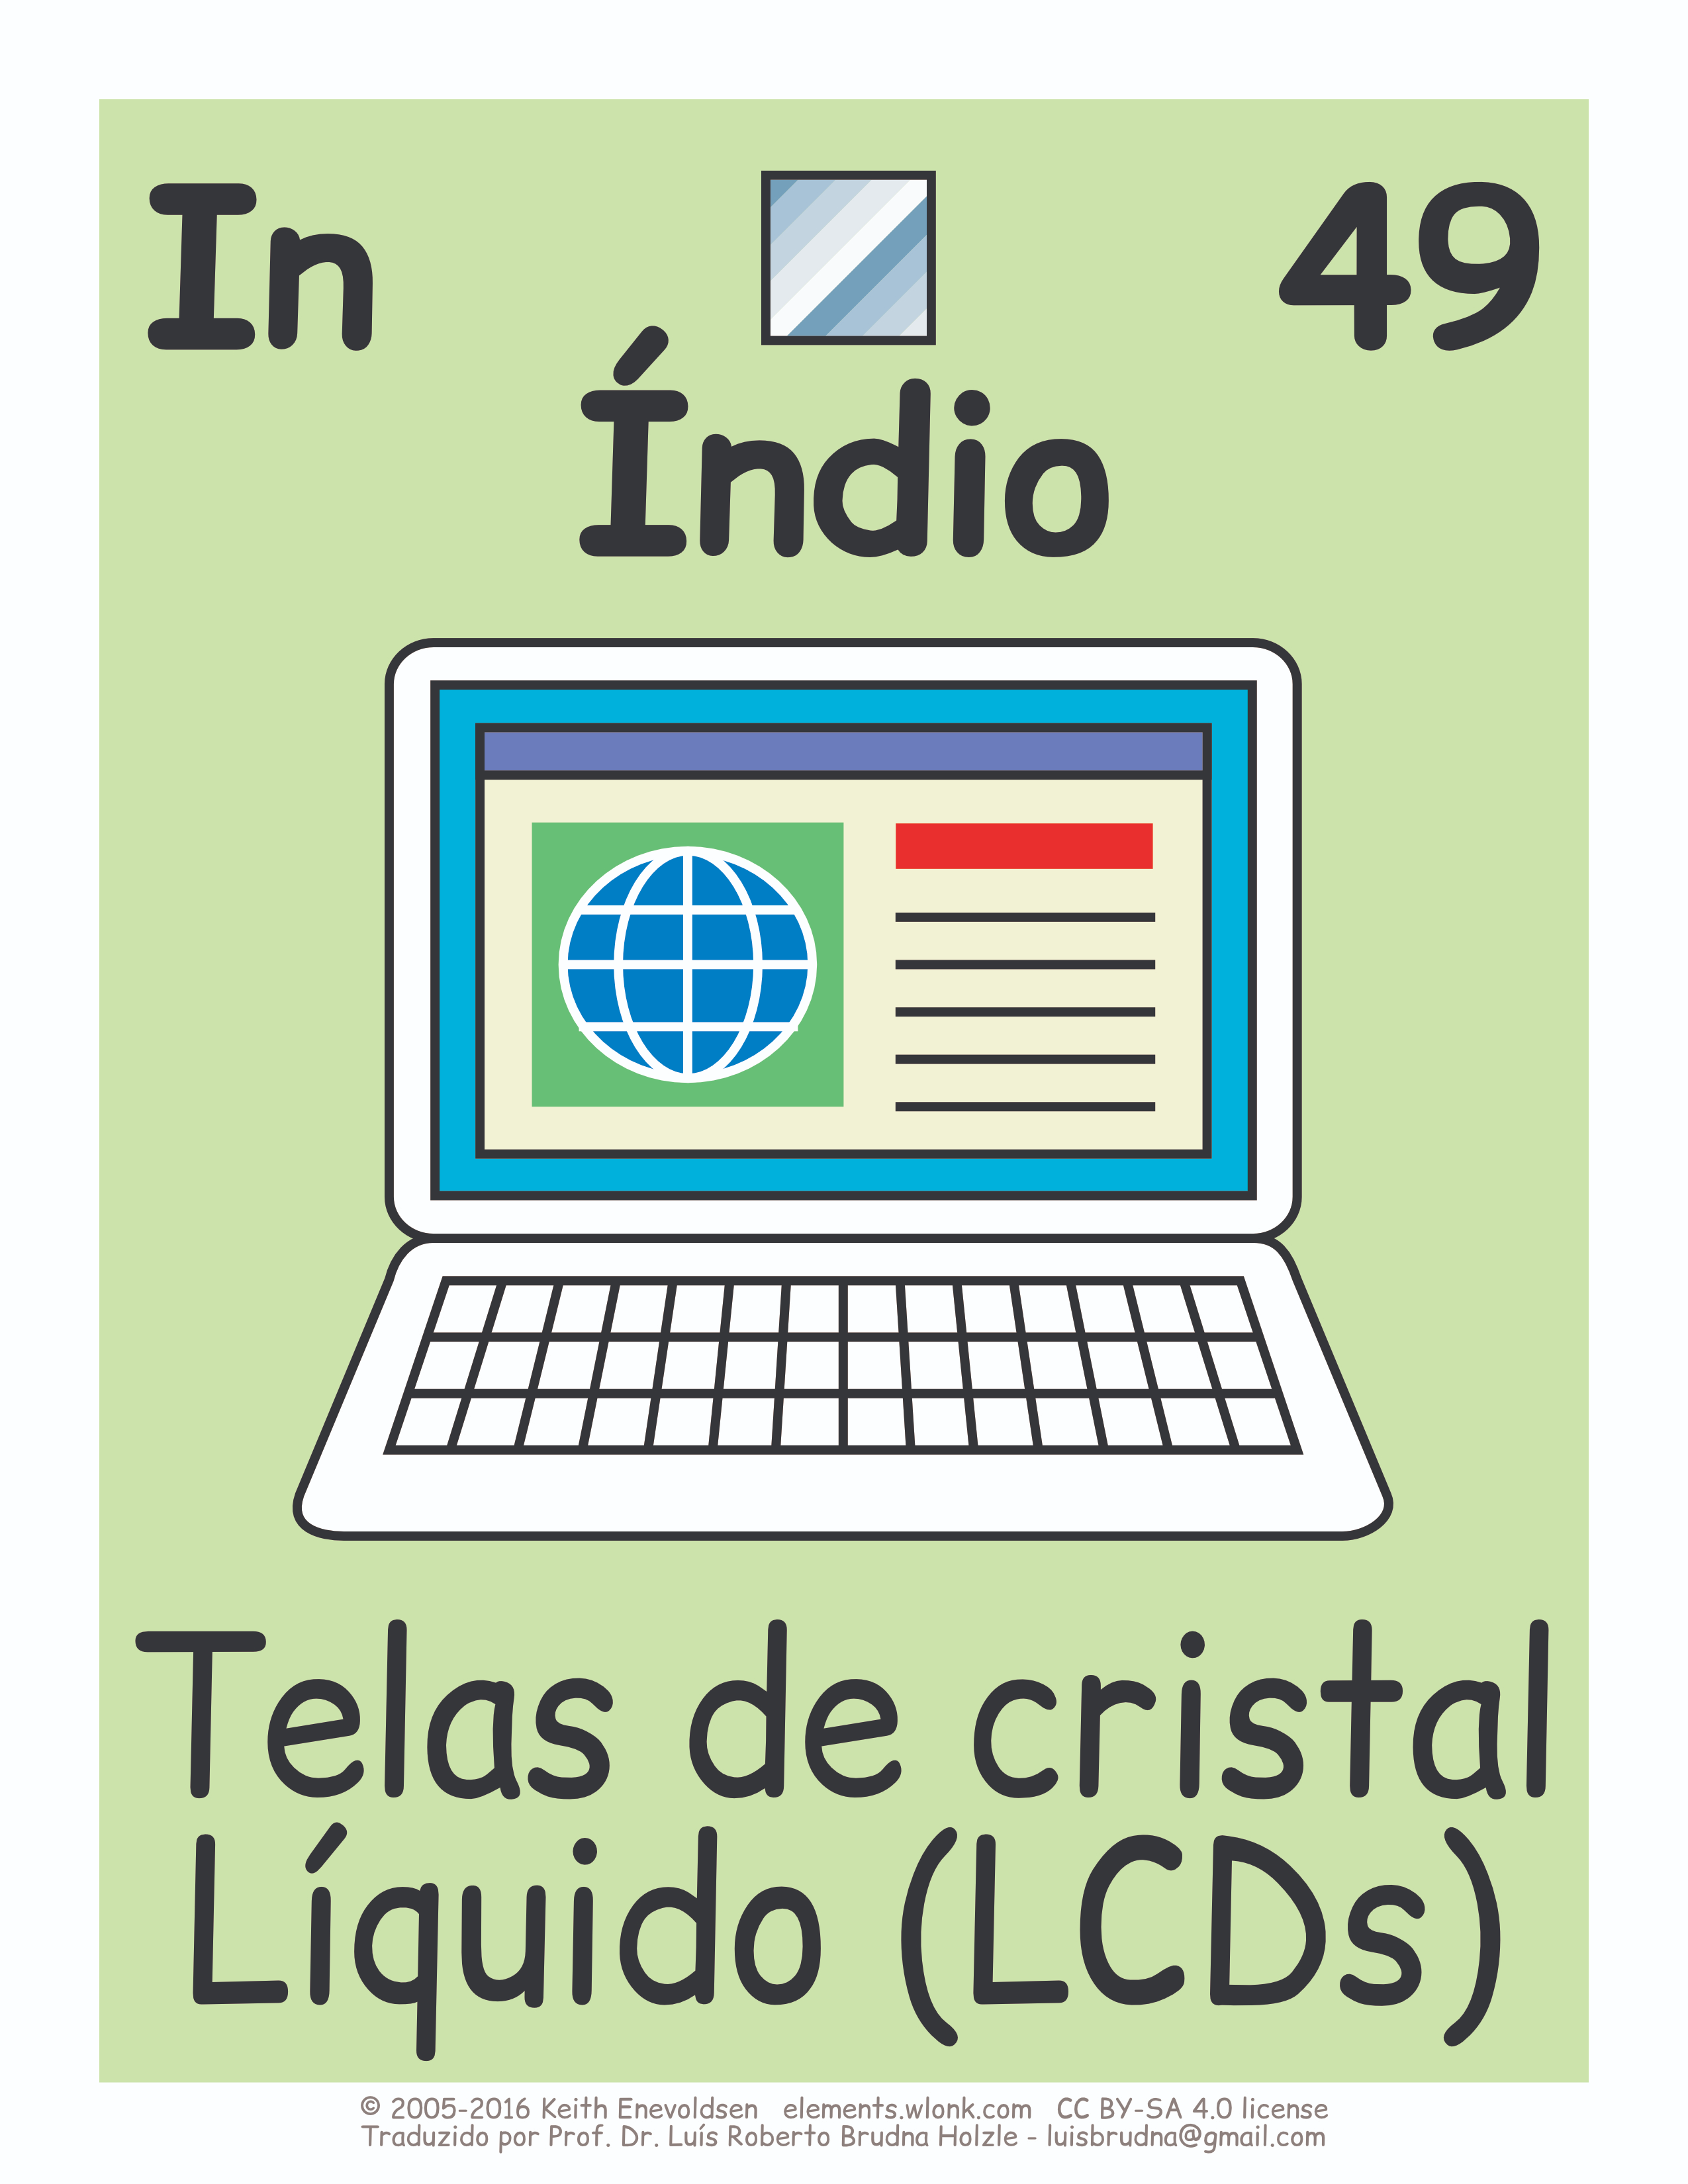 In 49
Índio
Telas de cristal
Líquido (LCDs)
© 2005-2016 Keith Enevoldsen elements.wlonk.com CC BY-SA 4.0 license
Traduzido por Prof. Dr. Luís Roberto Brudna Holzle - luisbrudna@gmail.com